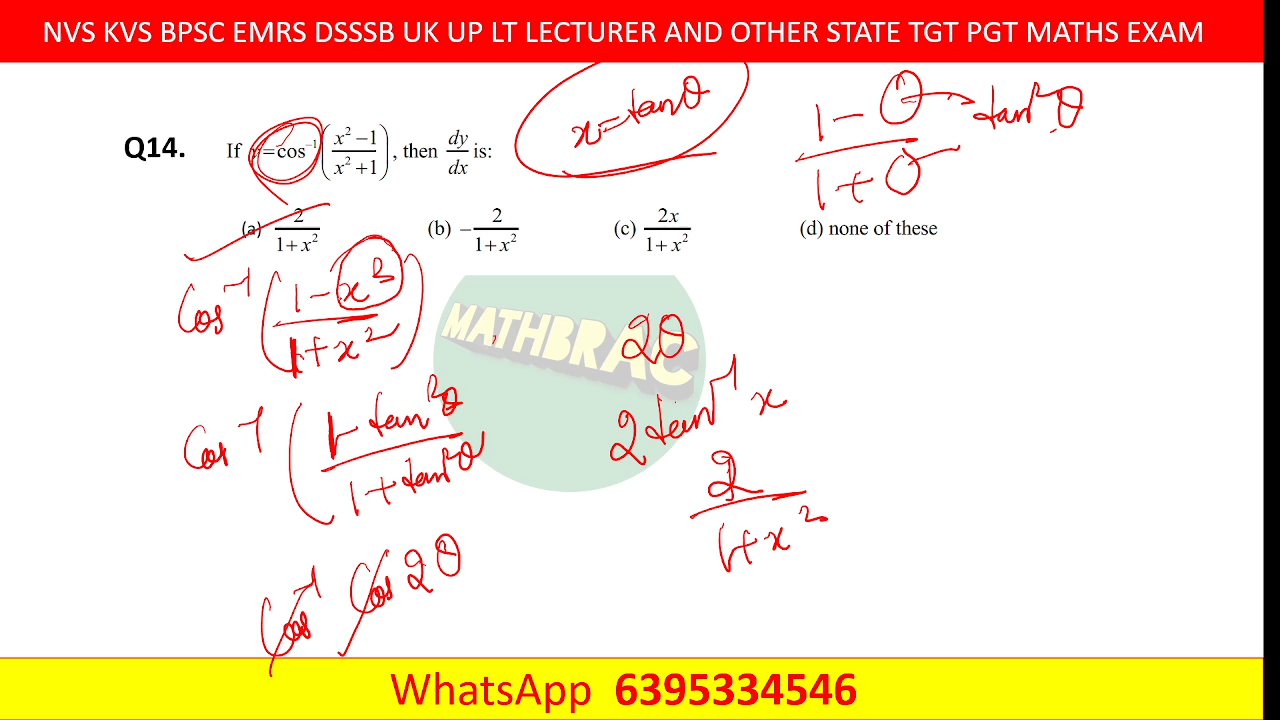 NVS KVS BPSC EMRS DSSSB UK UP LT LECTURER AND OTHER STATE TGT PGT MATHS EXAM
x = tanθ
1 - θ → tan²θ
1 + θ
Q14. If y=cos⁻¹((x²−1)/(x²+1)), then dy/dx is:
(a) 2/(1+x²) (b) −2/(1+x²) (c) 2x/(1+x²) (d) none of these
Cos⁻¹((1−x²)/(1+x²))
MATHBRAC
2θ
Cos⁻¹((1−tan²θ)/(1+tan²θ))
2tan⁻¹x
2/(1+x²)
Cos⁻¹ Cos 2θ
WhatsApp 6395334546